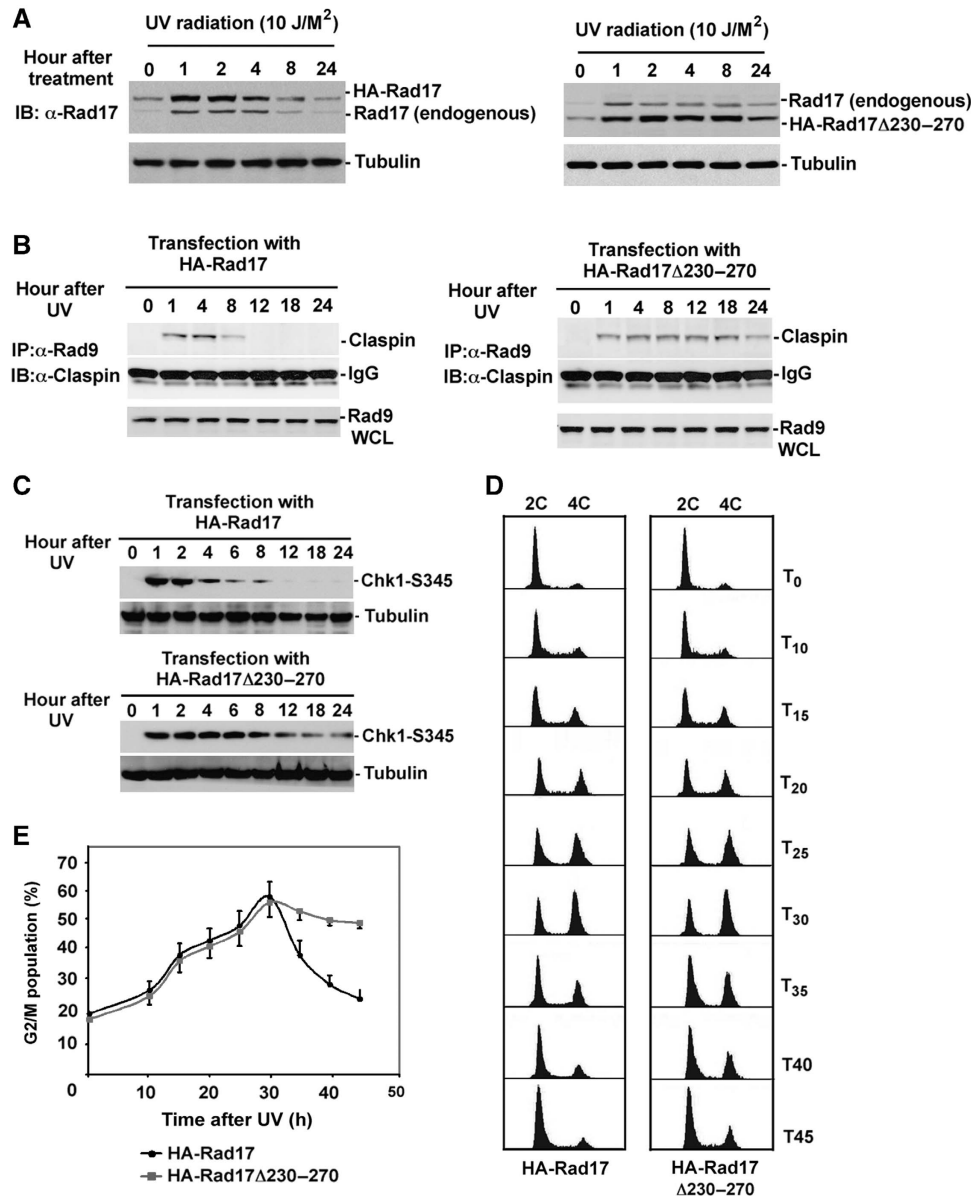 A
UV radiation (10 J/M²)
Hour after treatment
0 1 2 4 8 24
IB: α-Rad17
HA-Rad17
Rad17 (endogenous)
Tubulin
UV radiation (10 J/M²)
0 1 2 4 8 24
Rad17 (endogenous)
HA-Rad17Δ230–270
Tubulin
B
Transfection with
HA-Rad17
Hour after
UV
0 1 4 8 12 18 24
IP:α-Rad9
IB:α-Claspin
Claspin
IgG
Rad9
WCL
Transfection with
HA-Rad17Δ230–270
Hour after
UV
0 1 4 8 12 18 24
IP:α-Rad9
IB:α-Claspin
Claspin
IgG
Rad9
WCL
C
Transfection with
HA-Rad17
Hour after
UV
0 1 2 4 6 8 12 18 24
Chk1-S345
Tubulin
Transfection with
HA-Rad17Δ230–270
Hour after
UV
0 1 2 4 6 8 12 18 24
Chk1-S345
Tubulin
D
2C 4C 2C 4C
T0
T10
T15
T20
T25
T30
T35
T40
T45
HA-Rad17
HA-Rad17
Δ230–270
E
G2/M population (%)
70
60
50
40
30
20
10
0 10 20 30 40 50
Time after UV (h)
HA-Rad17
HA-Rad17Δ230–270